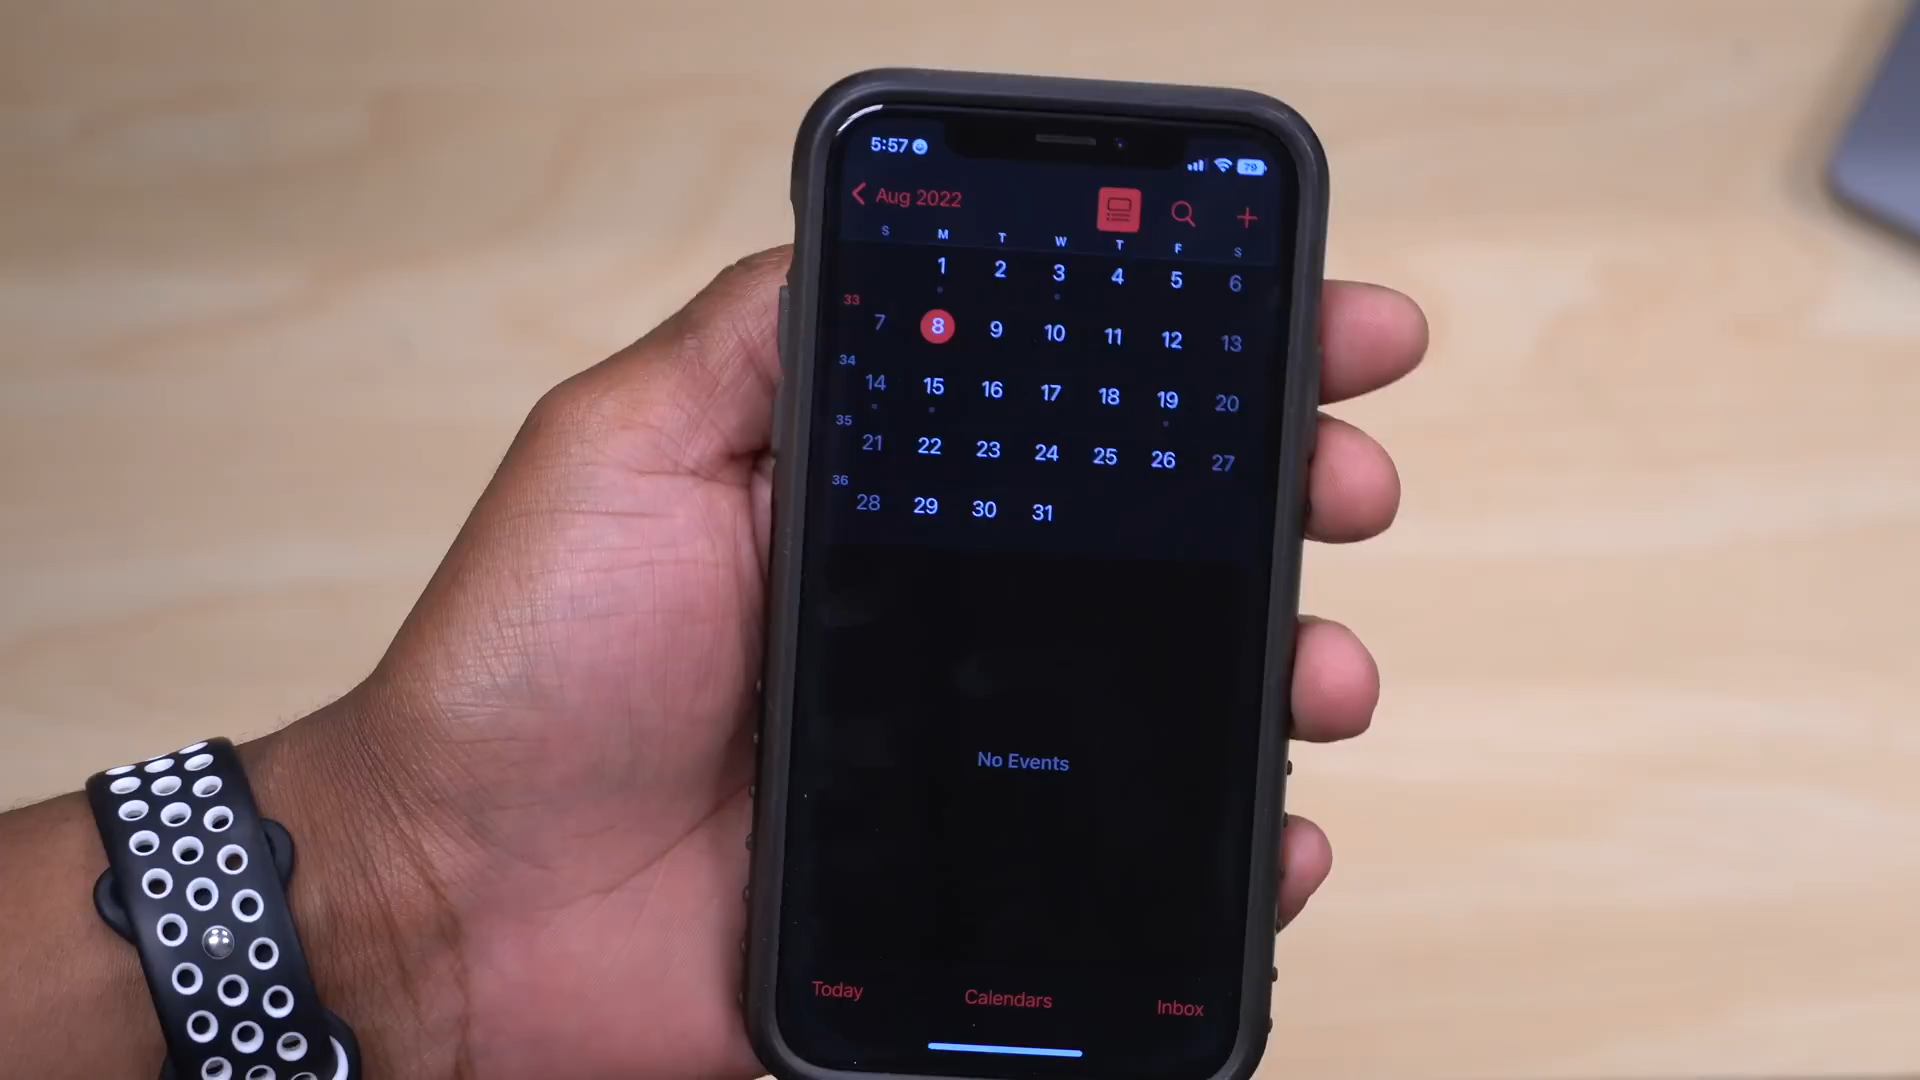 5:57 79
Aug 2022
S M T W T F S
1 2 3 4 5 6
33
7 8 9 10 11 12 13
34
14 15 16 17 18 19 20
35
21 22 23 24 25 26 27
36
28 29 30 31
No Events
Today Calendars Inbox